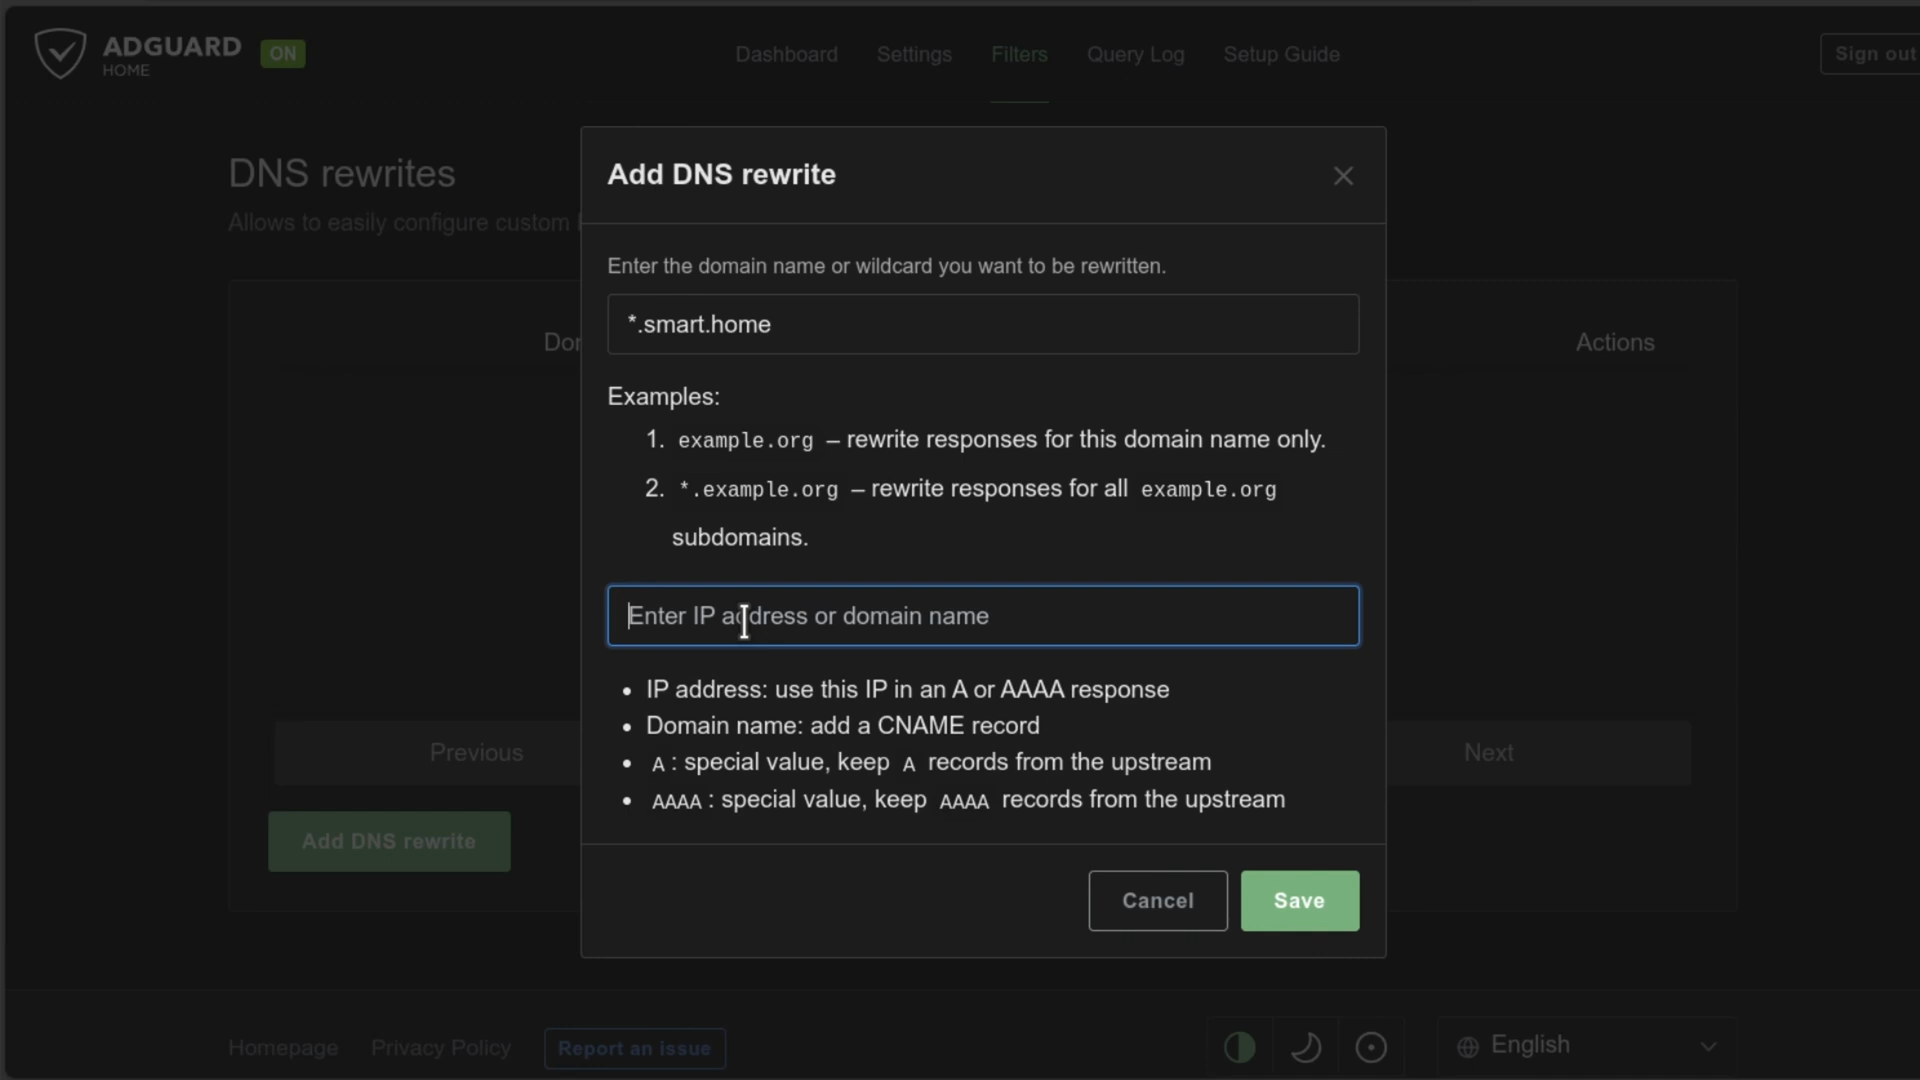 ADGUARD
HOME
ON
Dashboard
Settings
Filters
Query Log
Setup Guide
Sign out
DNS rewrites
Allows to easily configure custom
Add DNS rewrite
Enter the domain name or wildcard you want to be rewritten.
*.smart.home
Examples:
1. example.org – rewrite responses for this domain name only.
2. *.example.org – rewrite responses for all example.org
subdomains.
Enter IP address or domain name
• IP address: use this IP in an A or AAAA response
• Domain name: add a CNAME record
• A : special value, keep A records from the upstream
• AAAA : special value, keep AAAA records from the upstream
Cancel
Save
Actions
Previous
Next
Add DNS rewrite
Homepage
Privacy Policy
Report an issue
English